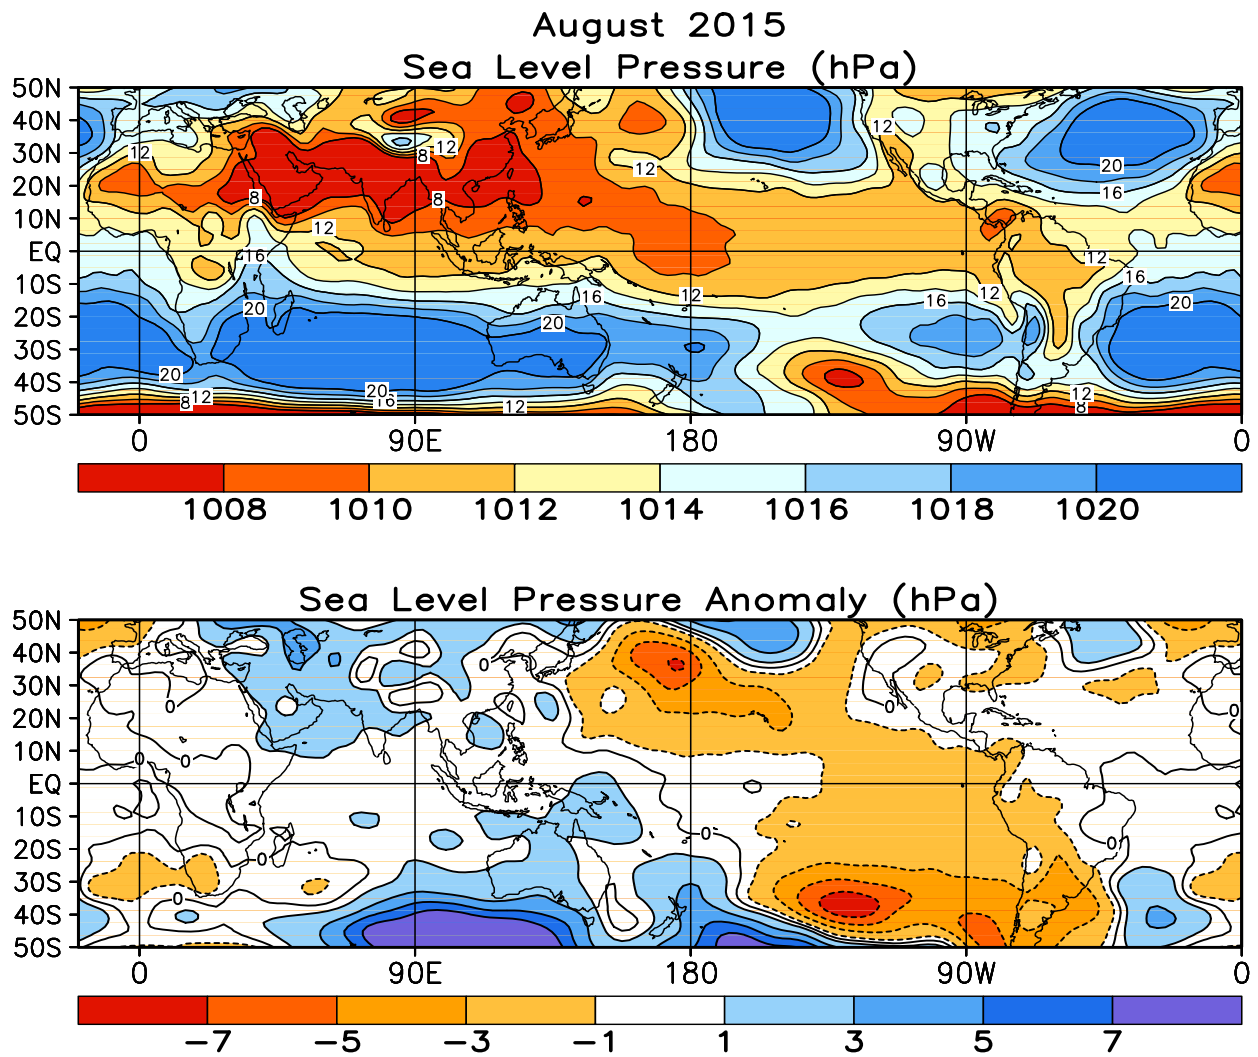 August 2015
Sea Level Pressure (hPa)
50N
40N
30N
20N
10N
EQ
10S
20S
30S
40S
50S
12
12
8
12
12
20
16
8
8
12
16
12
16
12
16
12
16
20
20
20
20
20
16
8
12
12
12
8
0 90E 180 90W 0
1008 1010 1012 1014 1016 1018 1020
Sea Level Pressure Anomaly (hPa)
50N
40N
30N
20N
10N
EQ
10S
20S
30S
40S
50S
0
0
0
0
0
0
0
0
0
0
0 90E 180 90W 0
−7 −5 −3 −1 1 3 5 7